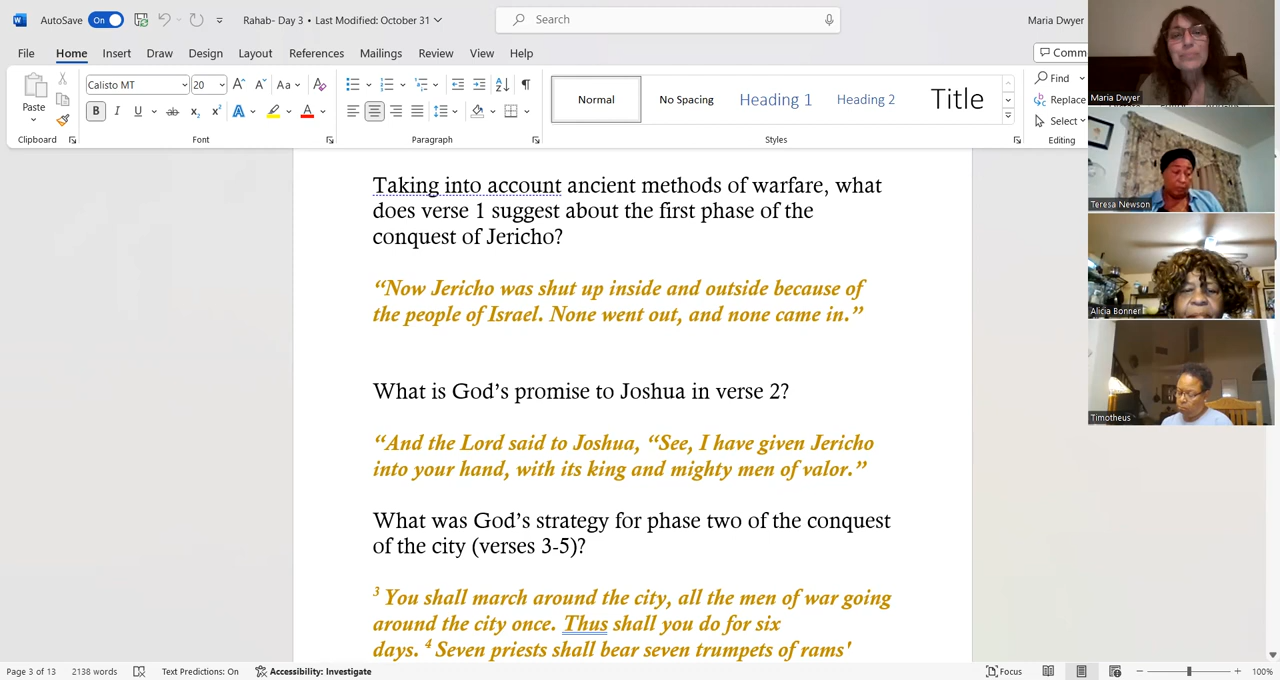 AutoSave On Rahab- Day 3 • Last Modified: October 31 Search Maria Dwyer
File Home Insert Draw Design Layout References Mailings Review View Help Comm
Paste Calisto MT 20 A A Aa A Normal No Spacing Heading 1 Heading 2 Title Find
B I U ab x₂ x² A A Replace
Select
Clipboard Font Paragraph Styles Editing
Maria Dwyer
Teresa Newson
Alicia Bonner
Timotheus
Taking into account ancient methods of warfare, what
does verse 1 suggest about the first phase of the
conquest of Jericho?
“Now Jericho was shut up inside and outside because of
the people of Israel. None went out, and none came in.”
What is God’s promise to Joshua in verse 2?
“And the Lord said to Joshua, “See, I have given Jericho
into your hand, with its king and mighty men of valor.”
What was God’s strategy for phase two of the conquest
of the city (verses 3-5)?
³ You shall march around the city, all the men of war going
around the city once. Thus shall you do for six
days. ⁴ Seven priests shall bear seven trumpets of rams'
Page 3 of 13 2138 words Text Predictions: On Accessibility: Investigate Focus 100%